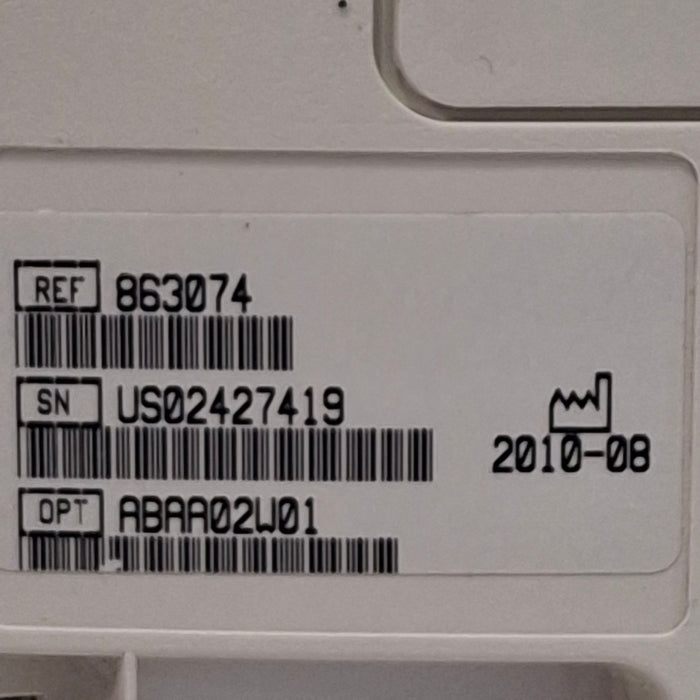 REF 863074
SN US02427419
2010-08
OPT ABAA02W01